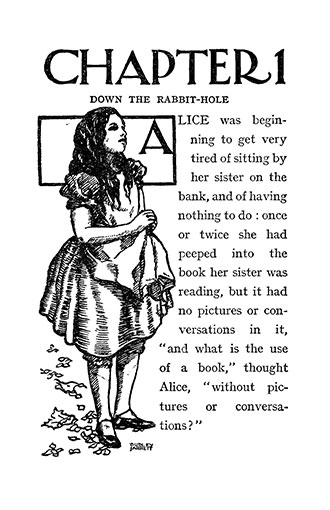 CHAPTER 1
DOWN THE RABBIT-HOLE
ALICE was begin-
ning to get very
tired of sitting by
her sister on the
bank, and of having
nothing to do : once
or twice she had
peeped into the
book her sister was
reading, but it had
no pictures or con-
versations in it,
“and what is the use
of a book,” thought
Alice, “without pic-
tures or conversa-
tions?”